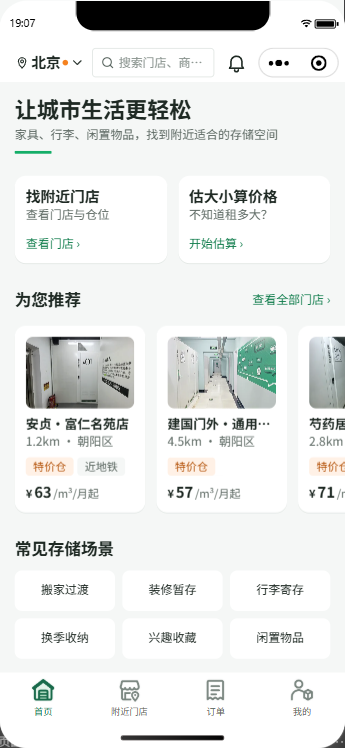 19:07
北京
搜索门店、商…
让城市生活更轻松
家具、行李、闲置物品，找到附近适合的存储空间
找附近门店
查看门店与仓位
查看门店 ›
估大小算价格
不知道租多大？
开始估算 ›
为您推荐
查看全部门店 ›
安贞·富仁名苑店
1.2km · 朝阳区
特价仓 近地铁
¥63/m³/月起
建国门外·通用…
4.5km · 朝阳区
特价仓
¥57/m³/月起
芍药居
2.8km
特价仓
¥71/m
常见存储场景
搬家过渡
装修暂存
行李寄存
换季收纳
兴趣收藏
闲置物品
首页
附近门店
订单
我的